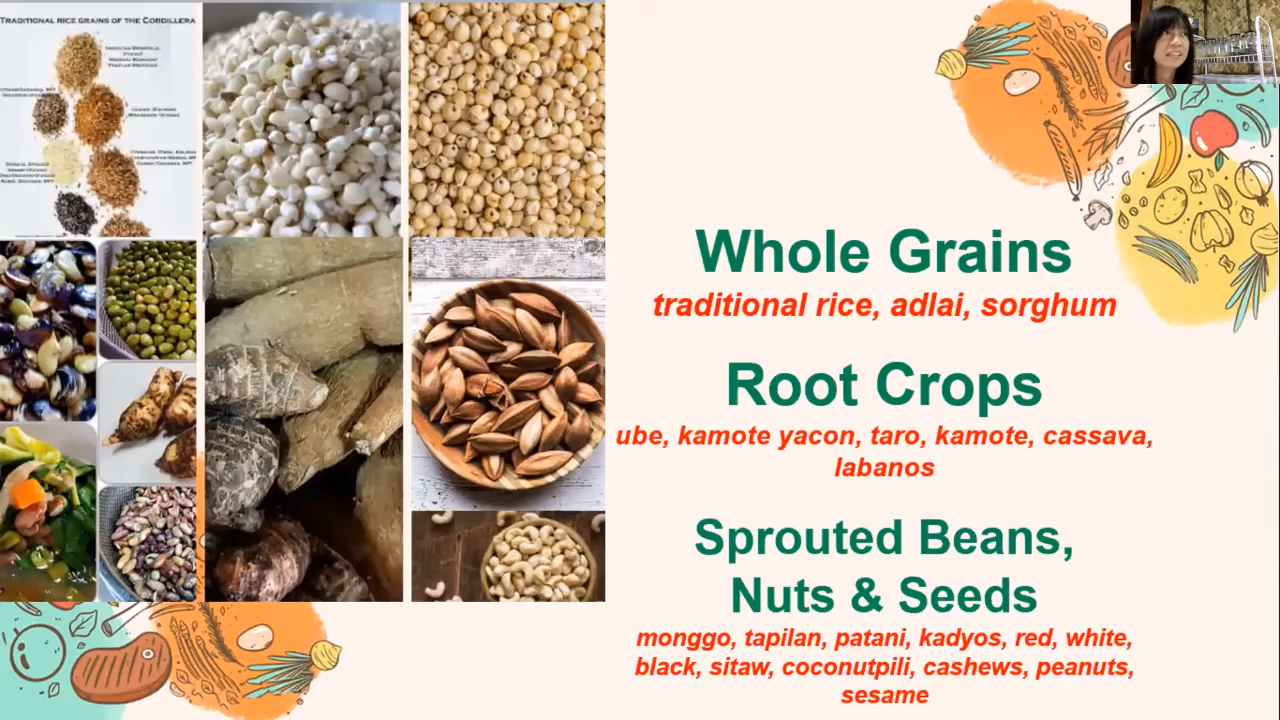 TRADITIONAL RICE GRAINS OF THE CORDILLERA
Whole Grains
traditional rice, adlai, sorghum
Root Crops
ube, kamote yacon, taro, kamote, cassava,
labanos
Sprouted Beans,
Nuts & Seeds
monggo, tapilan, patani, kadyos, red, white,
black, sitaw, coconutpili, cashews, peanuts,
sesame